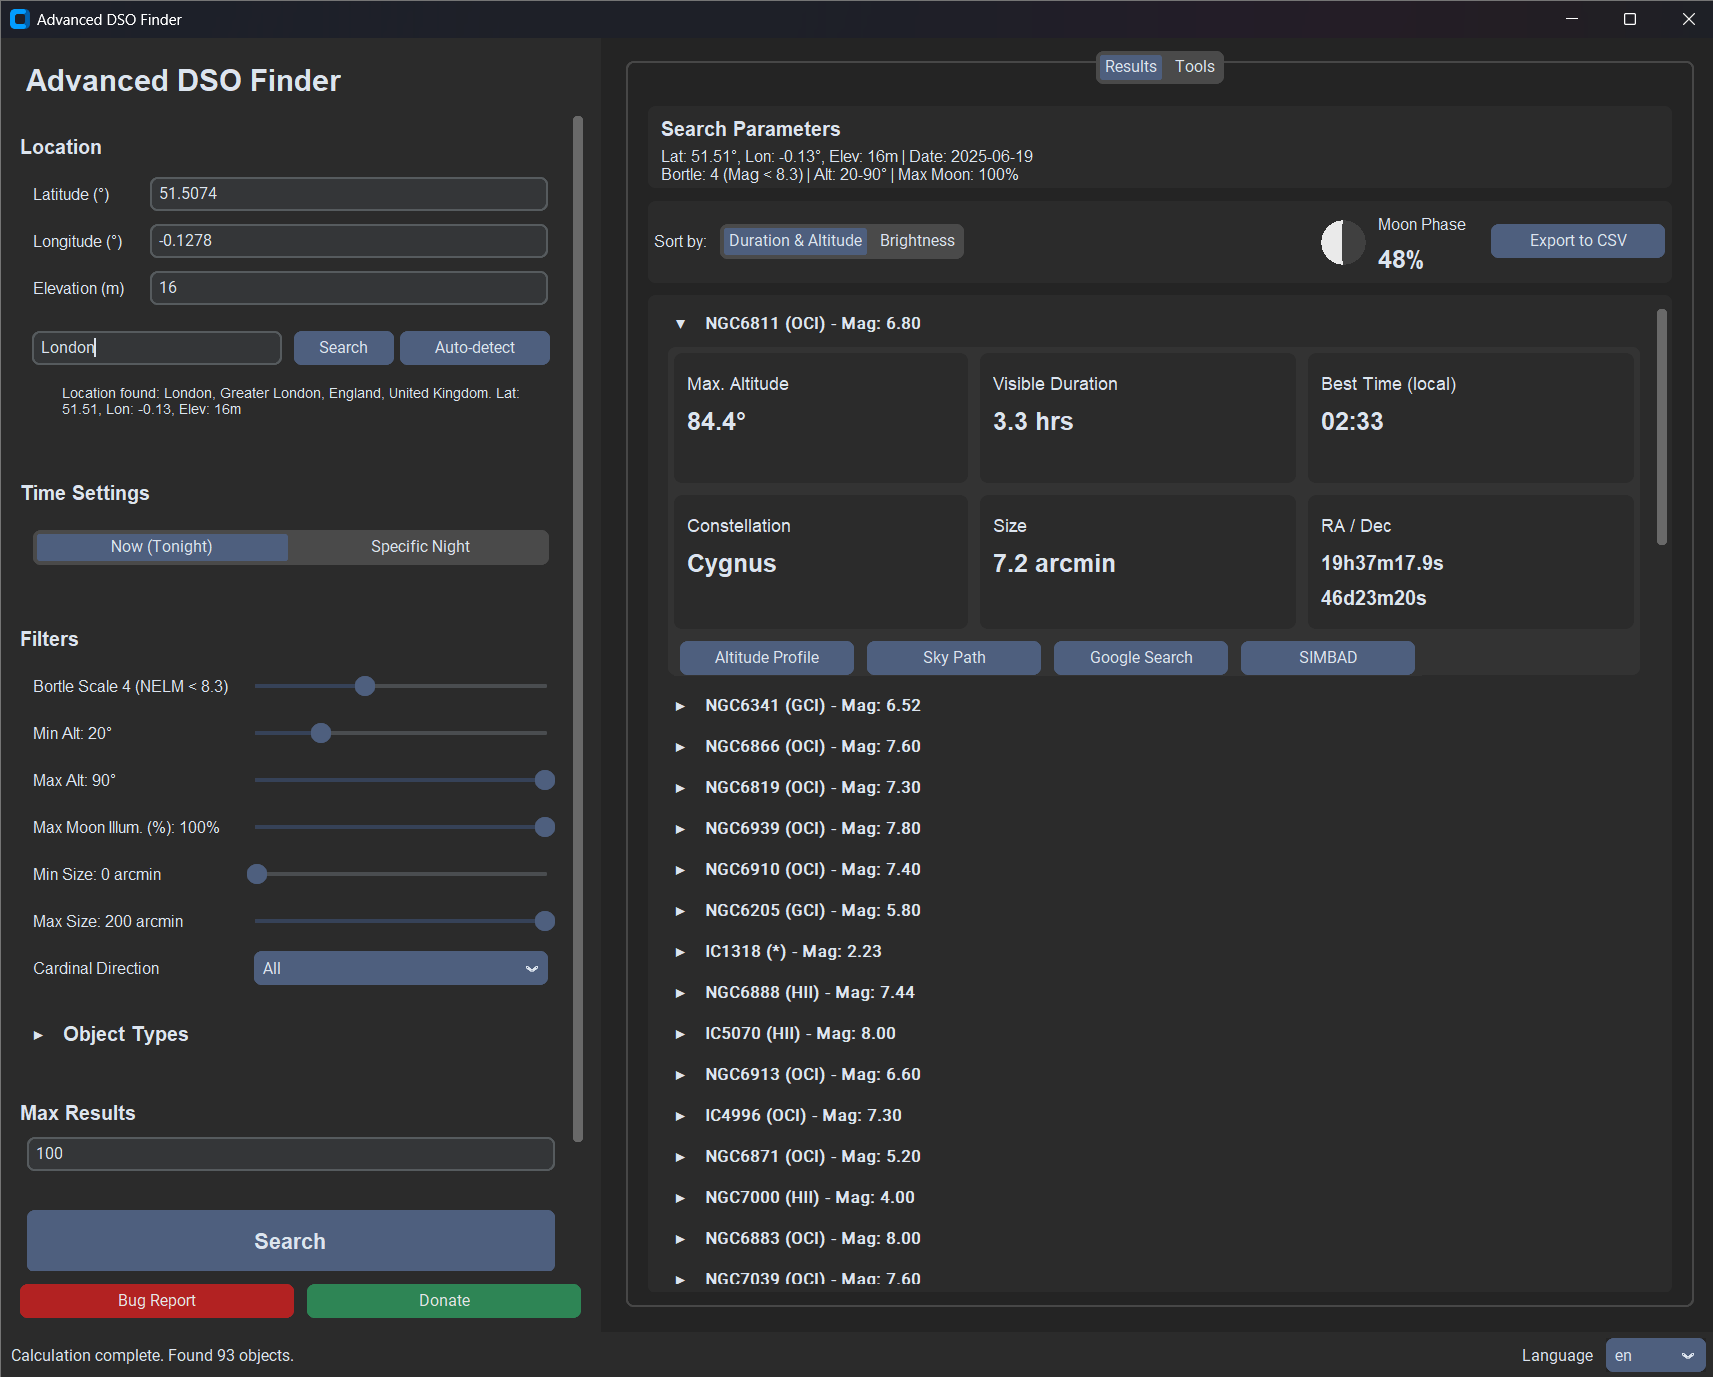 Advanced DSO Finder
Advanced DSO Finder
Location
Latitude (°) 51.5074
Longitude (°) -0.1278
Elevation (m) 16
London Search Auto-detect
Location found: London, Greater London, England, United Kingdom. Lat:
51.51, Lon: -0.13, Elev: 16m
Time Settings
Now (Tonight) Specific Night
Filters
Bortle Scale 4 (NELM < 8.3)
Min Alt: 20°
Max Alt: 90°
Max Moon Illum. (%): 100%
Min Size: 0 arcmin
Max Size: 200 arcmin
Cardinal Direction All
Object Types
Max Results
100
Search
Bug Report Donate
Calculation complete. Found 93 objects.
Results Tools
Search Parameters
Lat: 51.51°, Lon: -0.13°, Elev: 16m | Date: 2025-06-19
Bortle: 4 (Mag < 8.3) | Alt: 20-90° | Max Moon: 100%
Sort by: Duration & Altitude Brightness
Moon Phase
48%
Export to CSV
NGC6811 (OCl) - Mag: 6.80
Max. Altitude
84.4°
Visible Duration
3.3 hrs
Best Time (local)
02:33
Constellation
Cygnus
Size
7.2 arcmin
RA / Dec
19h37m17.9s
46d23m20s
Altitude Profile Sky Path Google Search SIMBAD
NGC6341 (GCl) - Mag: 6.52
NGC6866 (OCl) - Mag: 7.60
NGC6819 (OCl) - Mag: 7.30
NGC6939 (OCl) - Mag: 7.80
NGC6910 (OCl) - Mag: 7.40
NGC6205 (GCl) - Mag: 5.80
IC1318 (*) - Mag: 2.23
NGC6888 (HII) - Mag: 7.44
IC5070 (HII) - Mag: 8.00
NGC6913 (OCl) - Mag: 6.60
IC4996 (OCl) - Mag: 7.30
NGC6871 (OCl) - Mag: 5.20
NGC7000 (HII) - Mag: 4.00
NGC6883 (OCl) - Mag: 8.00
NGC7039 (OCl) - Mag: 7.60
Language en